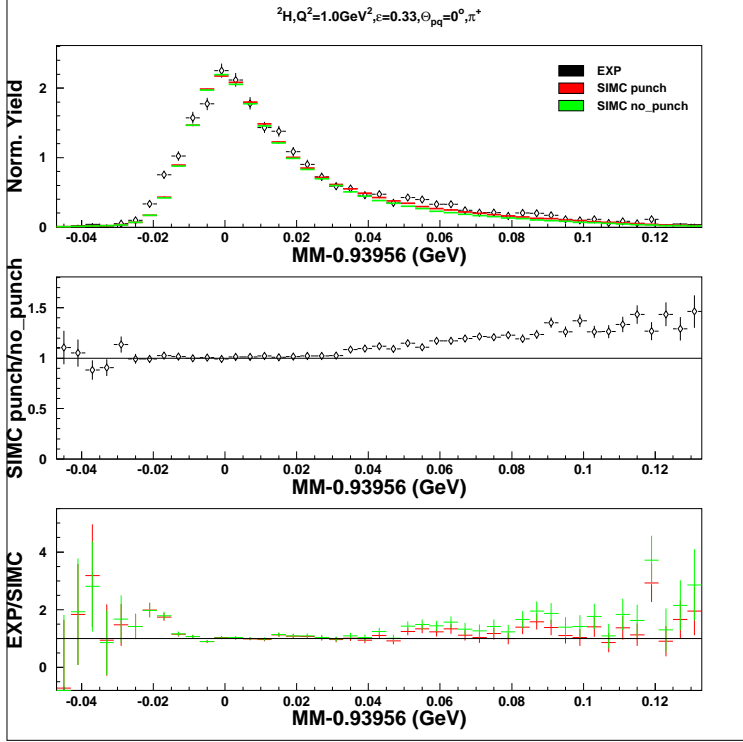 ²H,Q²=1.0GeV²,ε=0.33,Θpq=0°,π⁺
Norm. Yield
2
1
0
EXP
SIMC punch
SIMC no_punch
-0.04 -0.02 0 0.02 0.04 0.06 0.08 0.1 0.12
MM-0.93956 (GeV)
SIMC punch/no_punch
1.5
1
0.5
0
-0.04 -0.02 0 0.02 0.04 0.06 0.08 0.1 0.12
MM-0.93956 (GeV)
EXP/SIMC
4
2
0
-0.04 -0.02 0 0.02 0.04 0.06 0.08 0.1 0.12
MM-0.93956 (GeV)